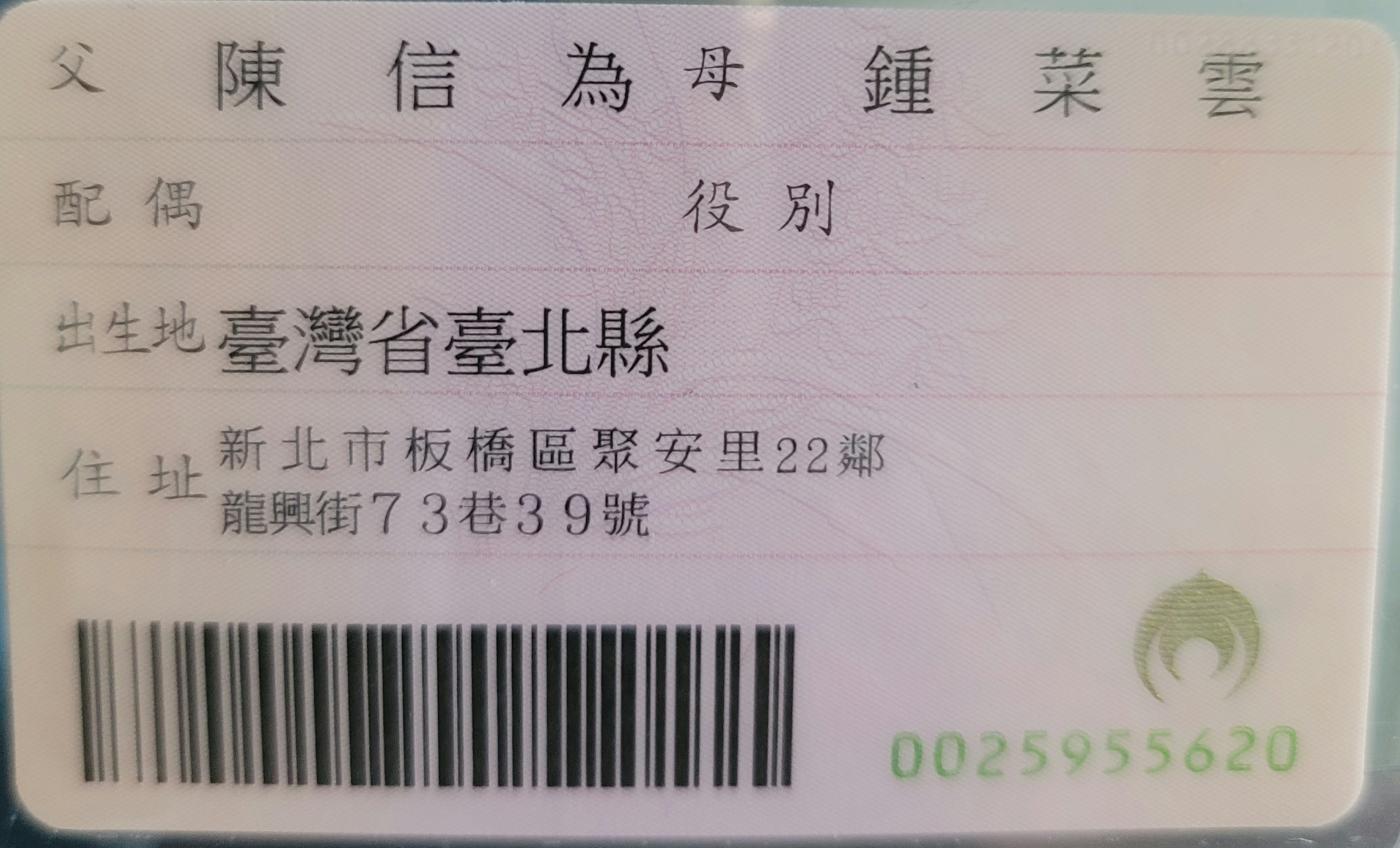 父 陳信為 母 鍾菜雲
配偶 役別
出生地 臺灣省臺北縣
住址 新北市板橋區聚安里22鄰
龍興街73巷39號
0025955620